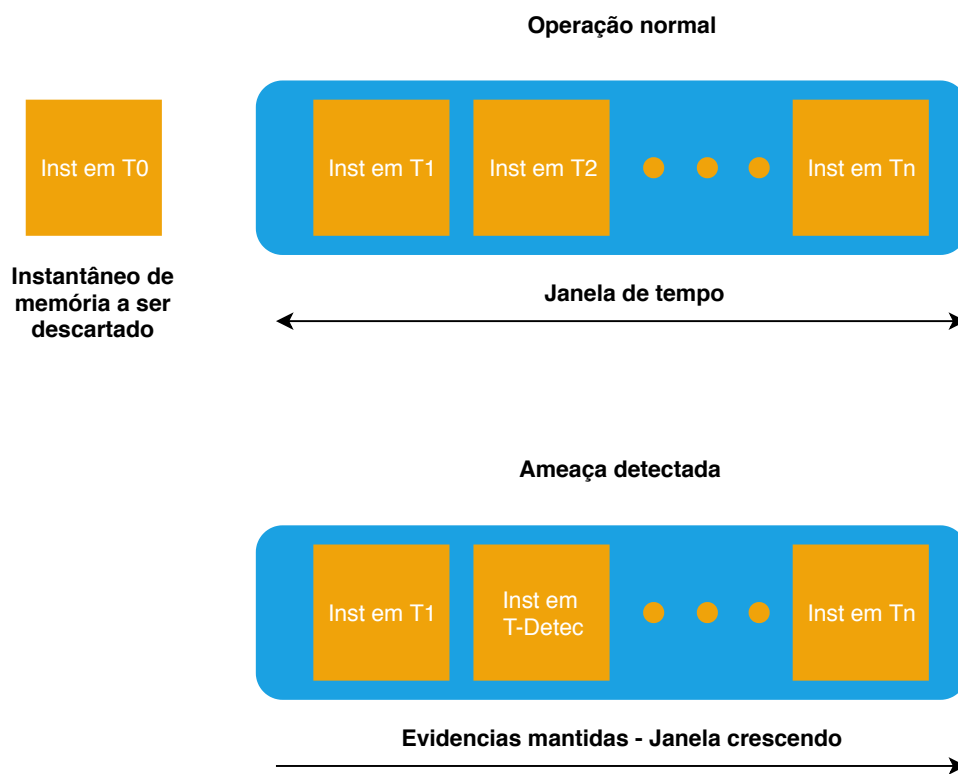 Operação normal
Inst em T0
Inst em T1
Inst em T2
Inst em Tn
Instantâneo de
memória a ser
descartado
Janela de tempo
Ameaça detectada
Inst em T1
Inst em
T-Detec
Inst em Tn
Evidencias mantidas - Janela crescendo